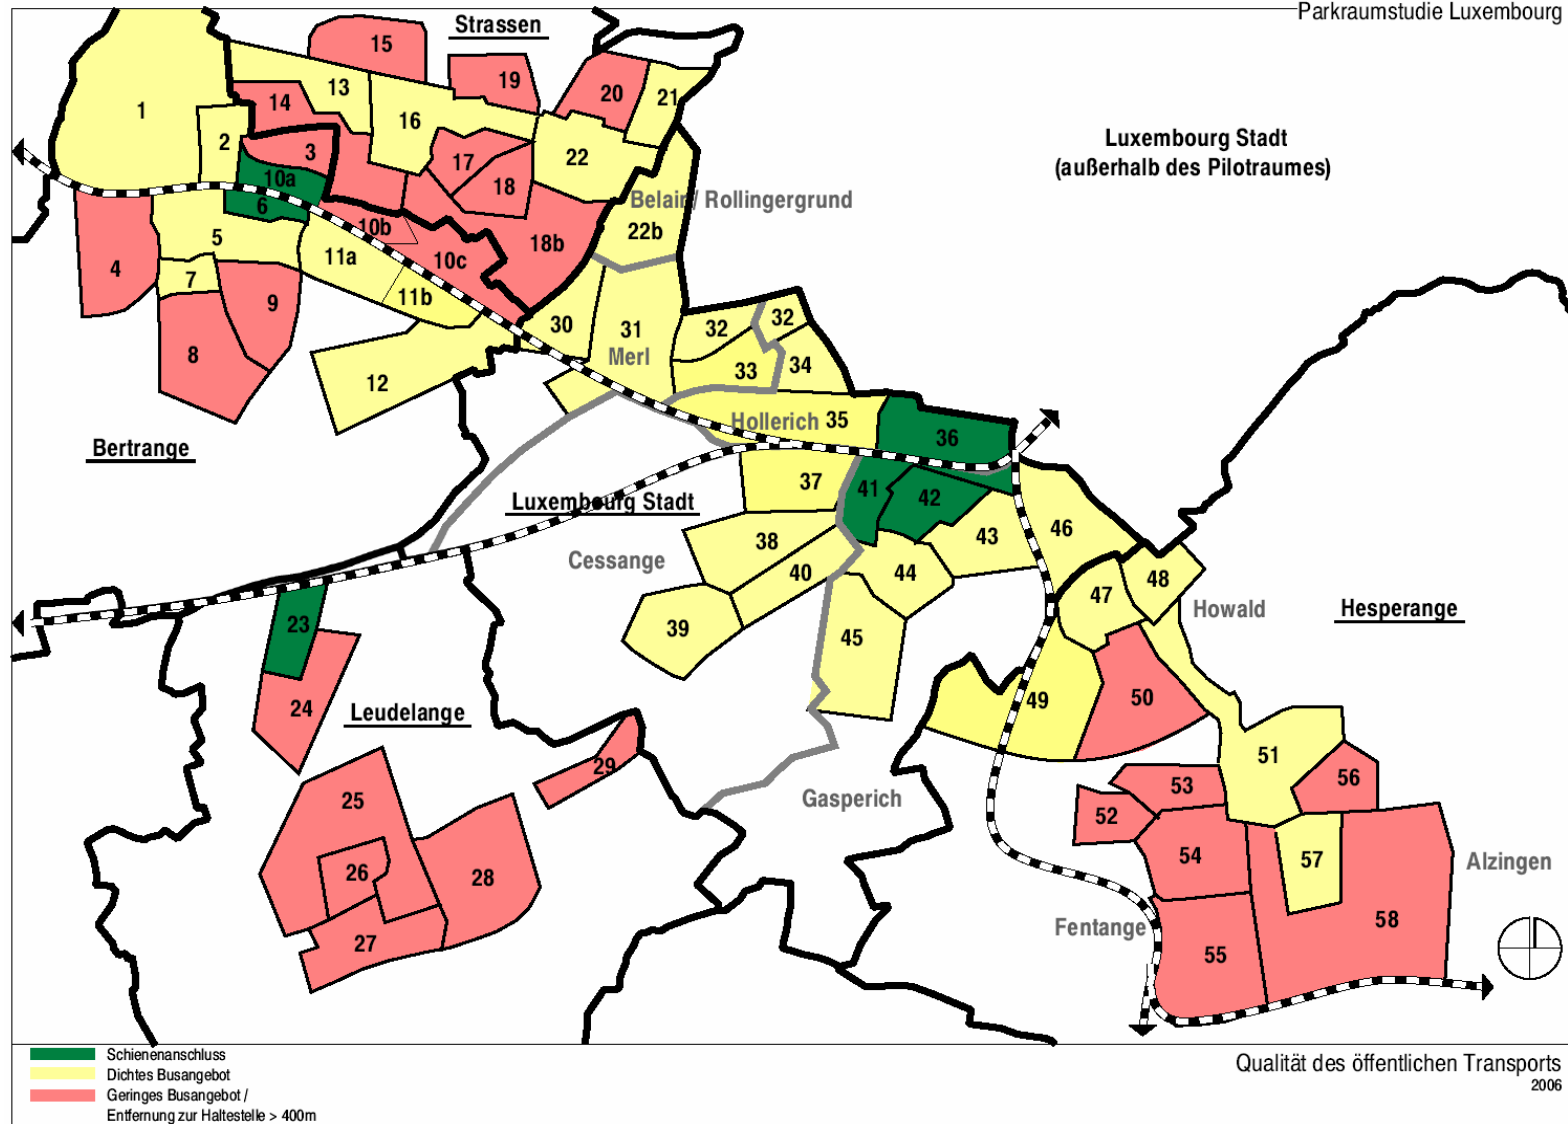 Parkraumstudie Luxembourg
Strassen
15
19
20
21
13
14
1
16
2
3
17
22
18
10a
6
10b
Belair / Rollingergrund
22b
18b
5
11a
10c
4
7
11b
9
8
30
31
32
32
Merl
33
34
12
Hollerich
35
36
Luxembourg Stadt
(außerhalb des Pilotraumes)
Bertrange
37
41
42
Luxembourg Stadt
43
46
38
Cessange
40
44
47
48
Howald
Hesperange
39
45
23
24
Leudelange
49
50
51
29
53
56
25
Gasperich
52
26
28
54
57
Alzingen
58
Fentange
27
55
Schienenanschluss
Dichtes Busangebot
Geringes Busangebot /
Entfernung zur Haltestelle > 400m
Qualität des öffentlichen Transports
2006